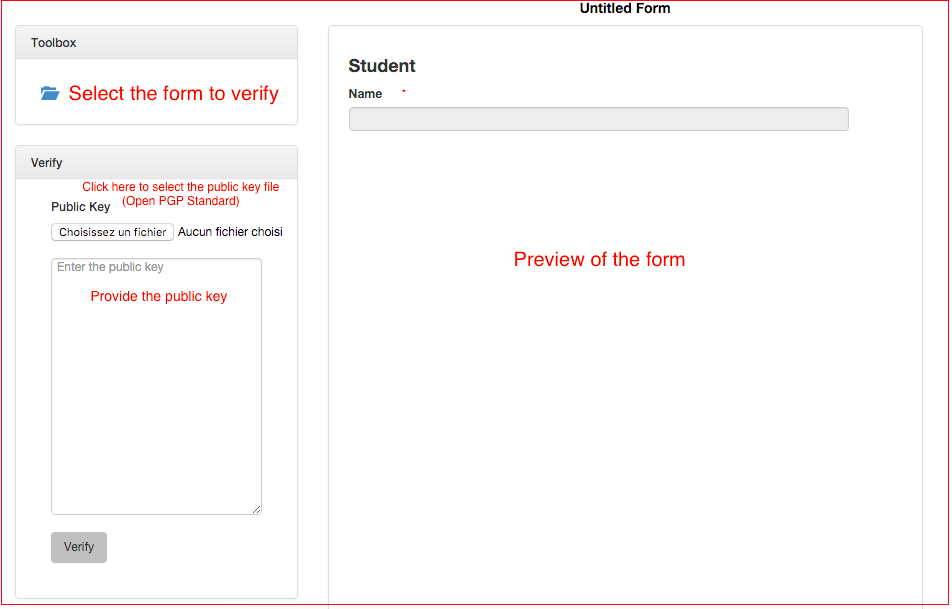 Untitled Form
Toolbox
Select the form to verify
Verify
Click here to select the public key file
(Open PGP Standard)
Public Key
Choisissez un fichier Aucun fichier choisi
Enter the public key
Provide the public key
Verify
Student
Name *
Preview of the form